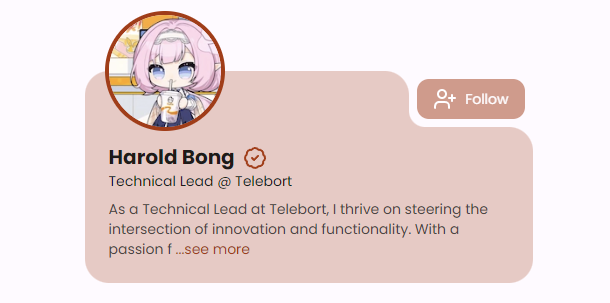 Follow
Harold Bong
Technical Lead @ Telebort
As a Technical Lead at Telebort, I thrive on steering the
intersection of innovation and functionality. With a
passion f ...see more